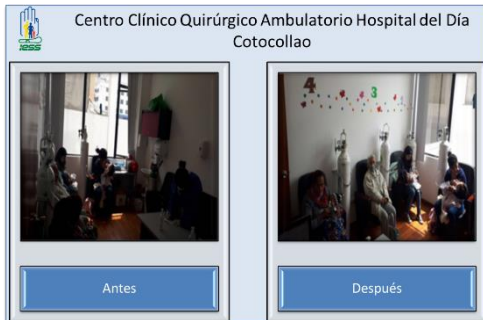 Centro Clínico Quirúrgico Ambulatorio Hospital del Día
Cotocollao
IESS
4
3
Antes
Después